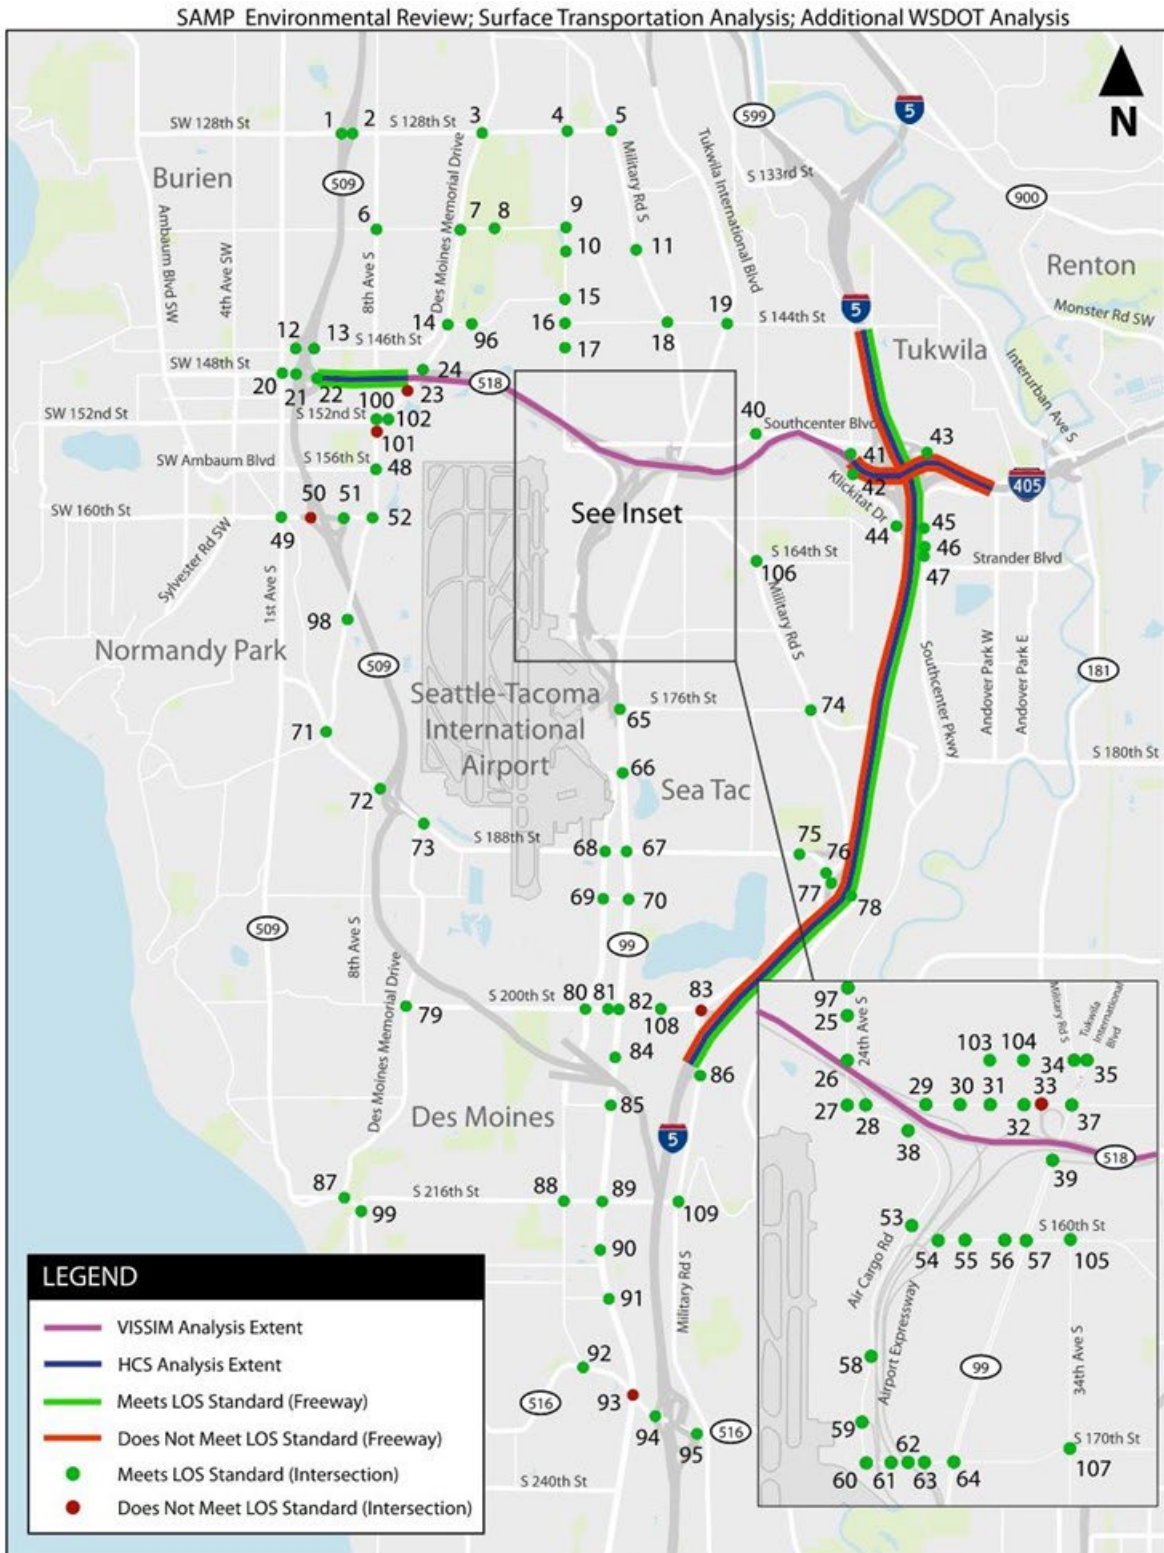 SAMP Environmental Review; Surface Transportation Analysis; Additional WSDOT Analysis
N
5
599
SW 128th St
1
2
S 128th St
3
4
5
Des Moines Memorial Drive
Military Rd S
Tukwila International Blvd
S 133rd St
Burien
509
900
Ambaum Blvd SW
4th Ave SW
6
8th Ave S
7
8
9
10
11
Renton
Monster Rd SW
15
14
96
16
17
18
19
S 144th St
5
Tukwila
Interurban Ave S
12
13
S 146th St
SW 148th St
20
21
22
24
23
518
100
SW 152nd St
S 152nd St
102
101
40
Southcenter Blvd
41
43
42
405
Klickitat Dr
SW Ambaum Blvd
S 156th St
48
SW 160th St
50
51
52
49
See Inset
44
45
46
47
Strander Blvd
S 164th St
106
Sylvester Rd SW
1st Ave S
98
Military Rd S
Normandy Park
509
Southcenter Pkwy
Andover Park W
Andover Park E
181
Seattle-Tacoma
International
Airport
S 176th St
65
74
71
66
Sea Tac
S 180th St
72
73
S 188th St
68
67
75
76
77
78
69
70
509
8th Ave S
Des Moines Memorial Drive
99
79
S 200th St
80
81
82
108
83
84
86
85
Des Moines
5
87
99
S 216th St
88
89
109
90
91
Military Rd S
92
516
93
94
95
516
S 240th St
97
25
24th Ave S
Military Rd S
Tukwila
International
Blvd
26
103
104
34
35
27
28
29
30
31
32
33
37
38
518
39
53
S 160th St
54
55
56
57
105
Air Cargo Rd
Airport Expressway
58
99
34th Ave S
59
60
61
62
63
64
S 170th St
107
LEGEND
VISSIM Analysis Extent
HCS Analysis Extent
Meets LOS Standard (Freeway)
Does Not Meet LOS Standard (Freeway)
Meets LOS Standard (Intersection)
Does Not Meet LOS Standard (Intersection)